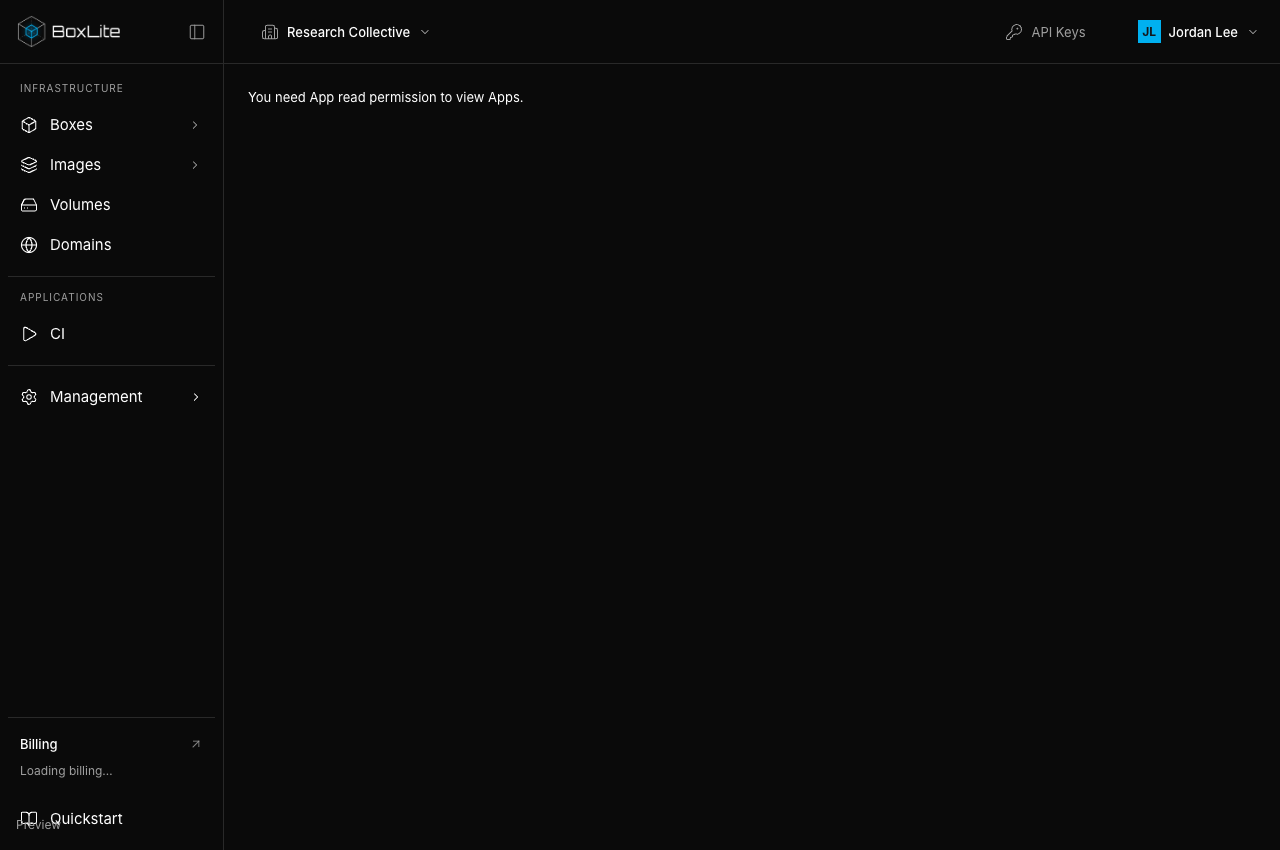 BoxLite
Research Collective
API Keys
JL
Jordan Lee
INFRASTRUCTURE
Boxes
Images
Volumes
Domains
APPLICATIONS
CI
Management
You need App read permission to view Apps.
Billing
Loading billing...
Quickstart
Preview